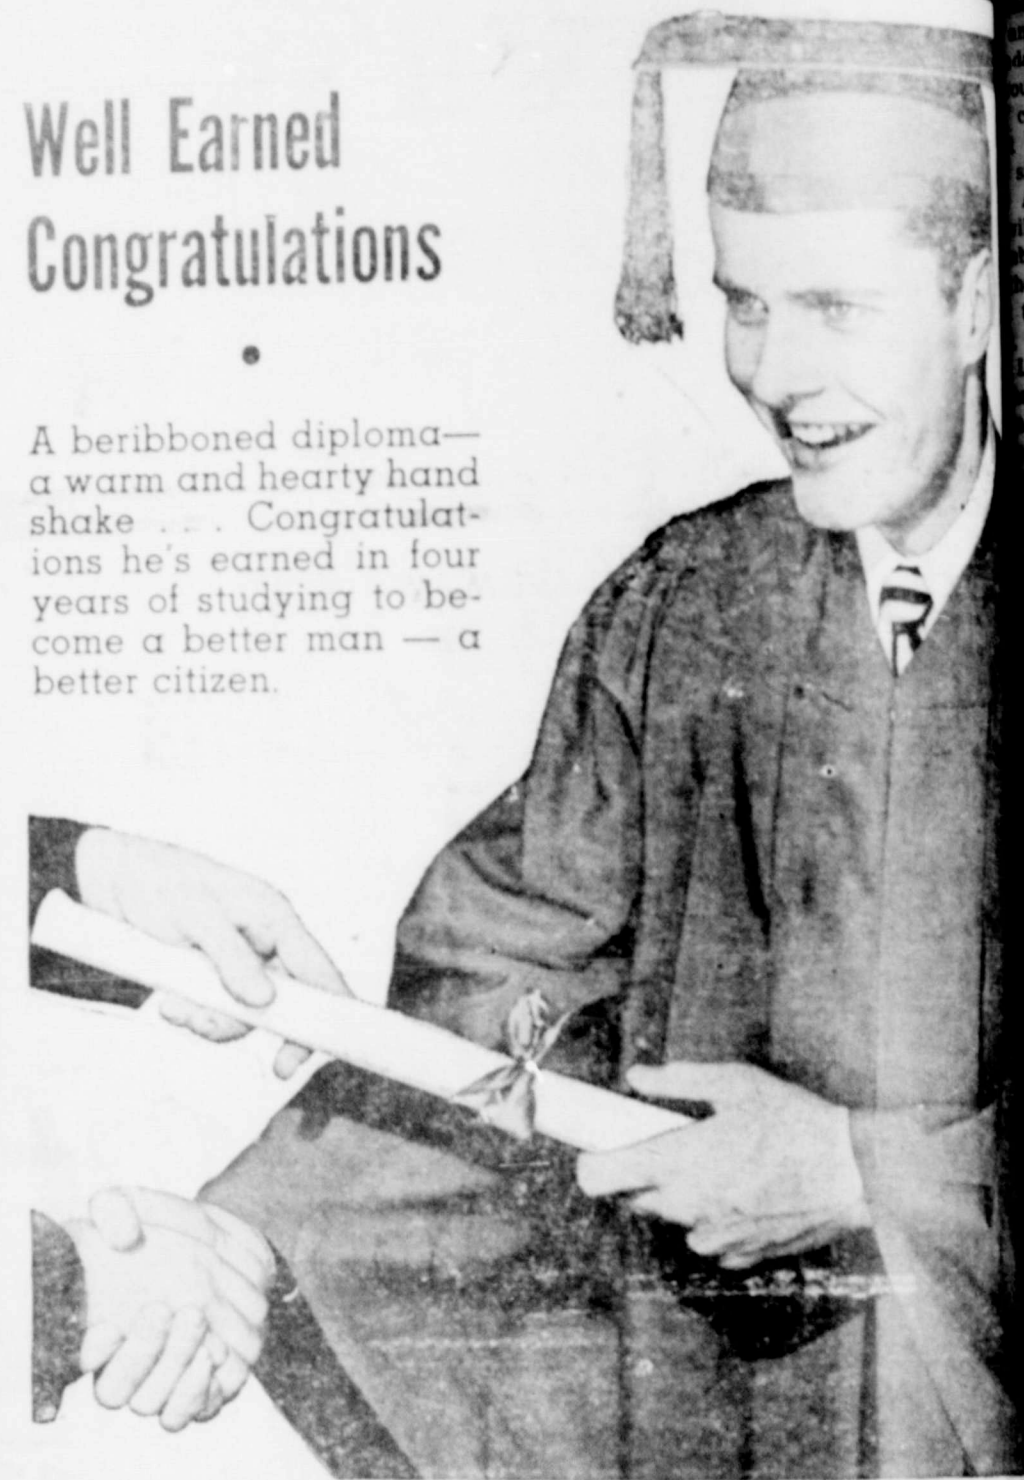 Well Earned
Congratulations
•
A beribboned diploma—
a warm and hearty hand
shake . . . Congratulat-
ions he's earned in four
years of studying to be-
come a better man — a
better citizen.